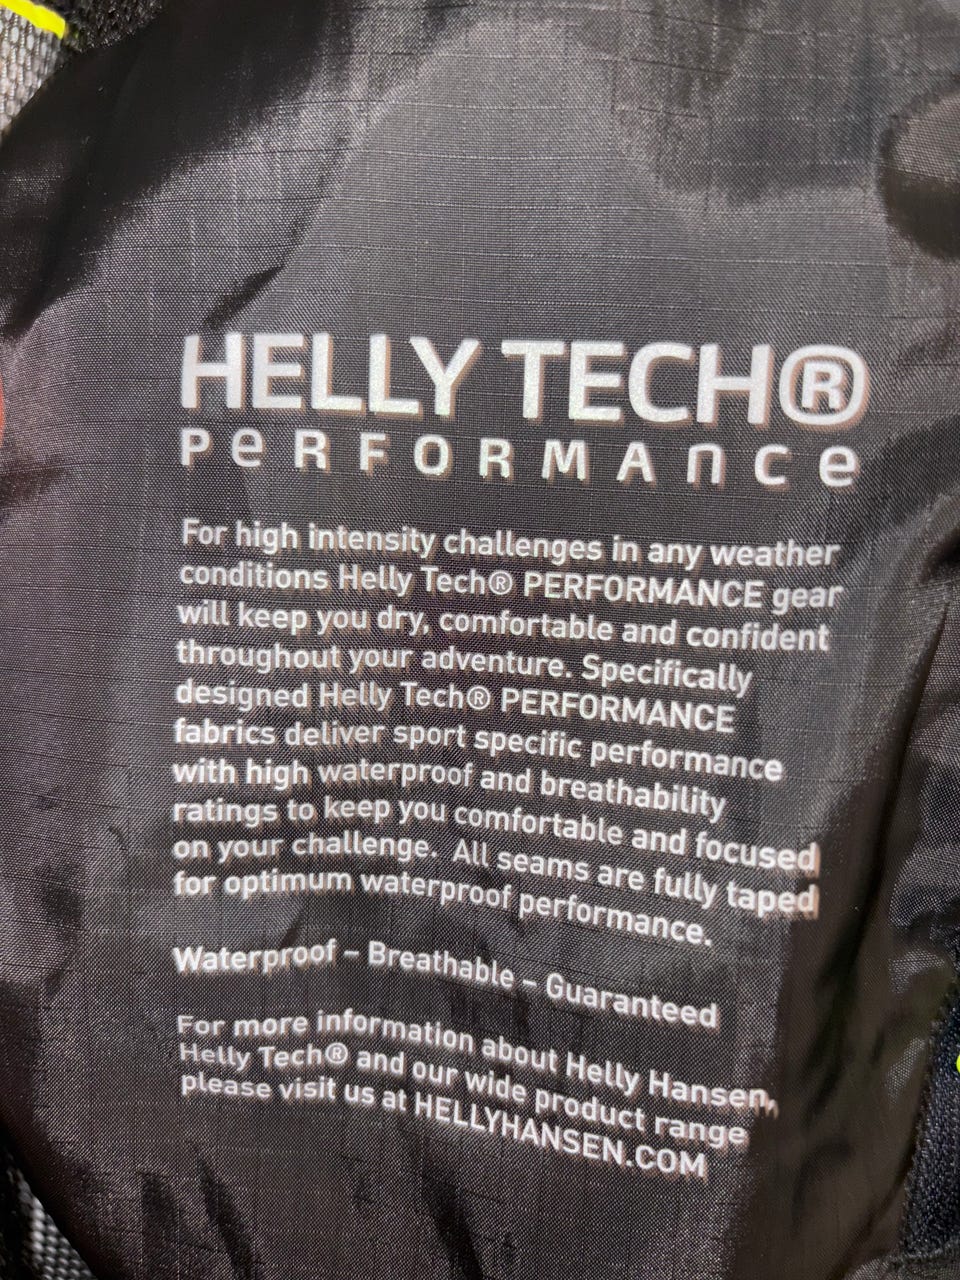 HELLY TECH®
PeRFORMAnce
For high intensity challenges in any weather
conditions Helly Tech® PERFORMANCE gear
will keep you dry, comfortable and confident
throughout your adventure. Specifically
designed Helly Tech® PERFORMANCE
fabrics deliver sport specific performance
with high waterproof and breathability
ratings to keep you comfortable and focused
on your challenge. All seams are fully taped
for optimum waterproof performance.
Waterproof – Breathable – Guaranteed
For more information about Helly Hansen,
Helly Tech® and our wide product range
please visit us at HELLYHANSEN.COM